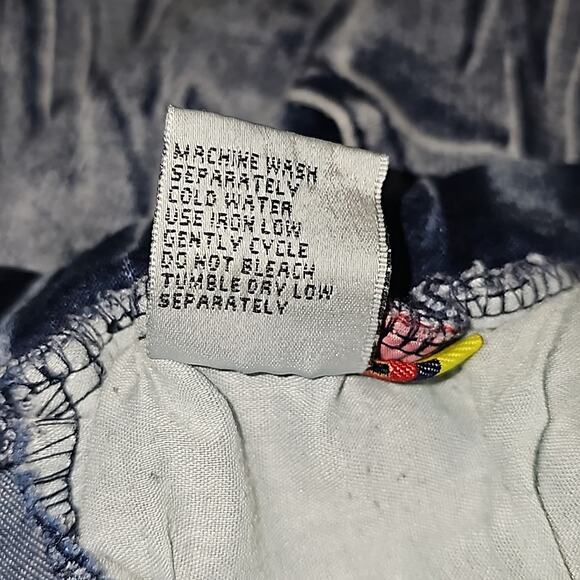 MACHINE WASH
SEPARATELY
COLD WATER
USE IRON LOW
GENTLY CYCLE
DO NOT BLEACH
TUMBLE DRY LOW
SEPARATELY